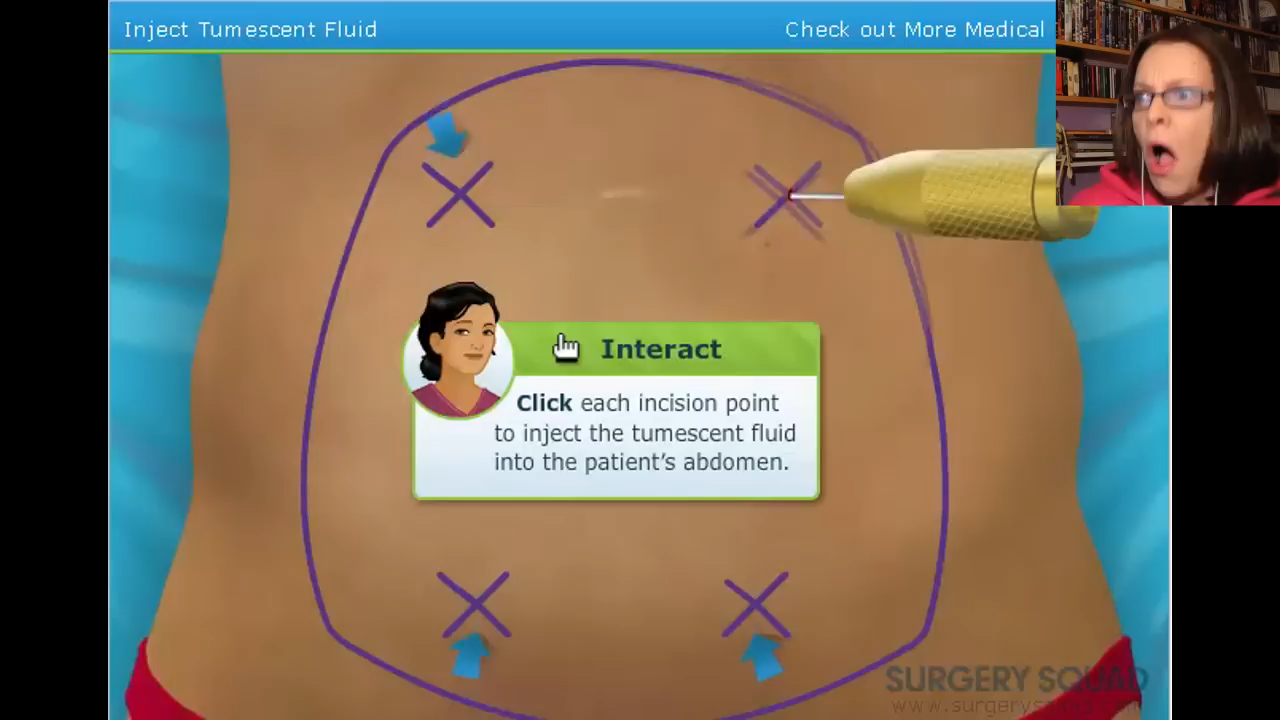 Inject Tumescent Fluid
Check out More Medical
Interact
Click each incision point
to inject the tumescent fluid
into the patient's abdomen.
SURGERY SQUAD